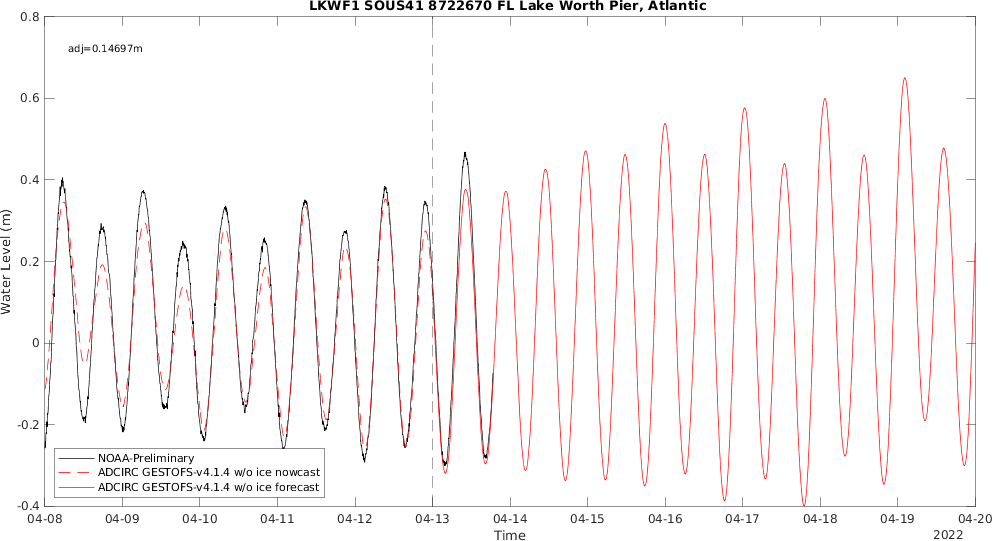 LKWF1 SOUS41 8722670 FL Lake Worth Pier, Atlantic
0.8
adj=0.14697m
0.6
0.4
0.2
0
-0.2
-0.4
Water Level (m)
NOAA-Preliminary
ADCIRC GESTOFS-v4.1.4 w/o ice nowcast
ADCIRC GESTOFS-v4.1.4 w/o ice forecast
04-08 04-09 04-10 04-11 04-12 04-13 04-14 04-15 04-16 04-17 04-18 04-19 04-20
Time
2022